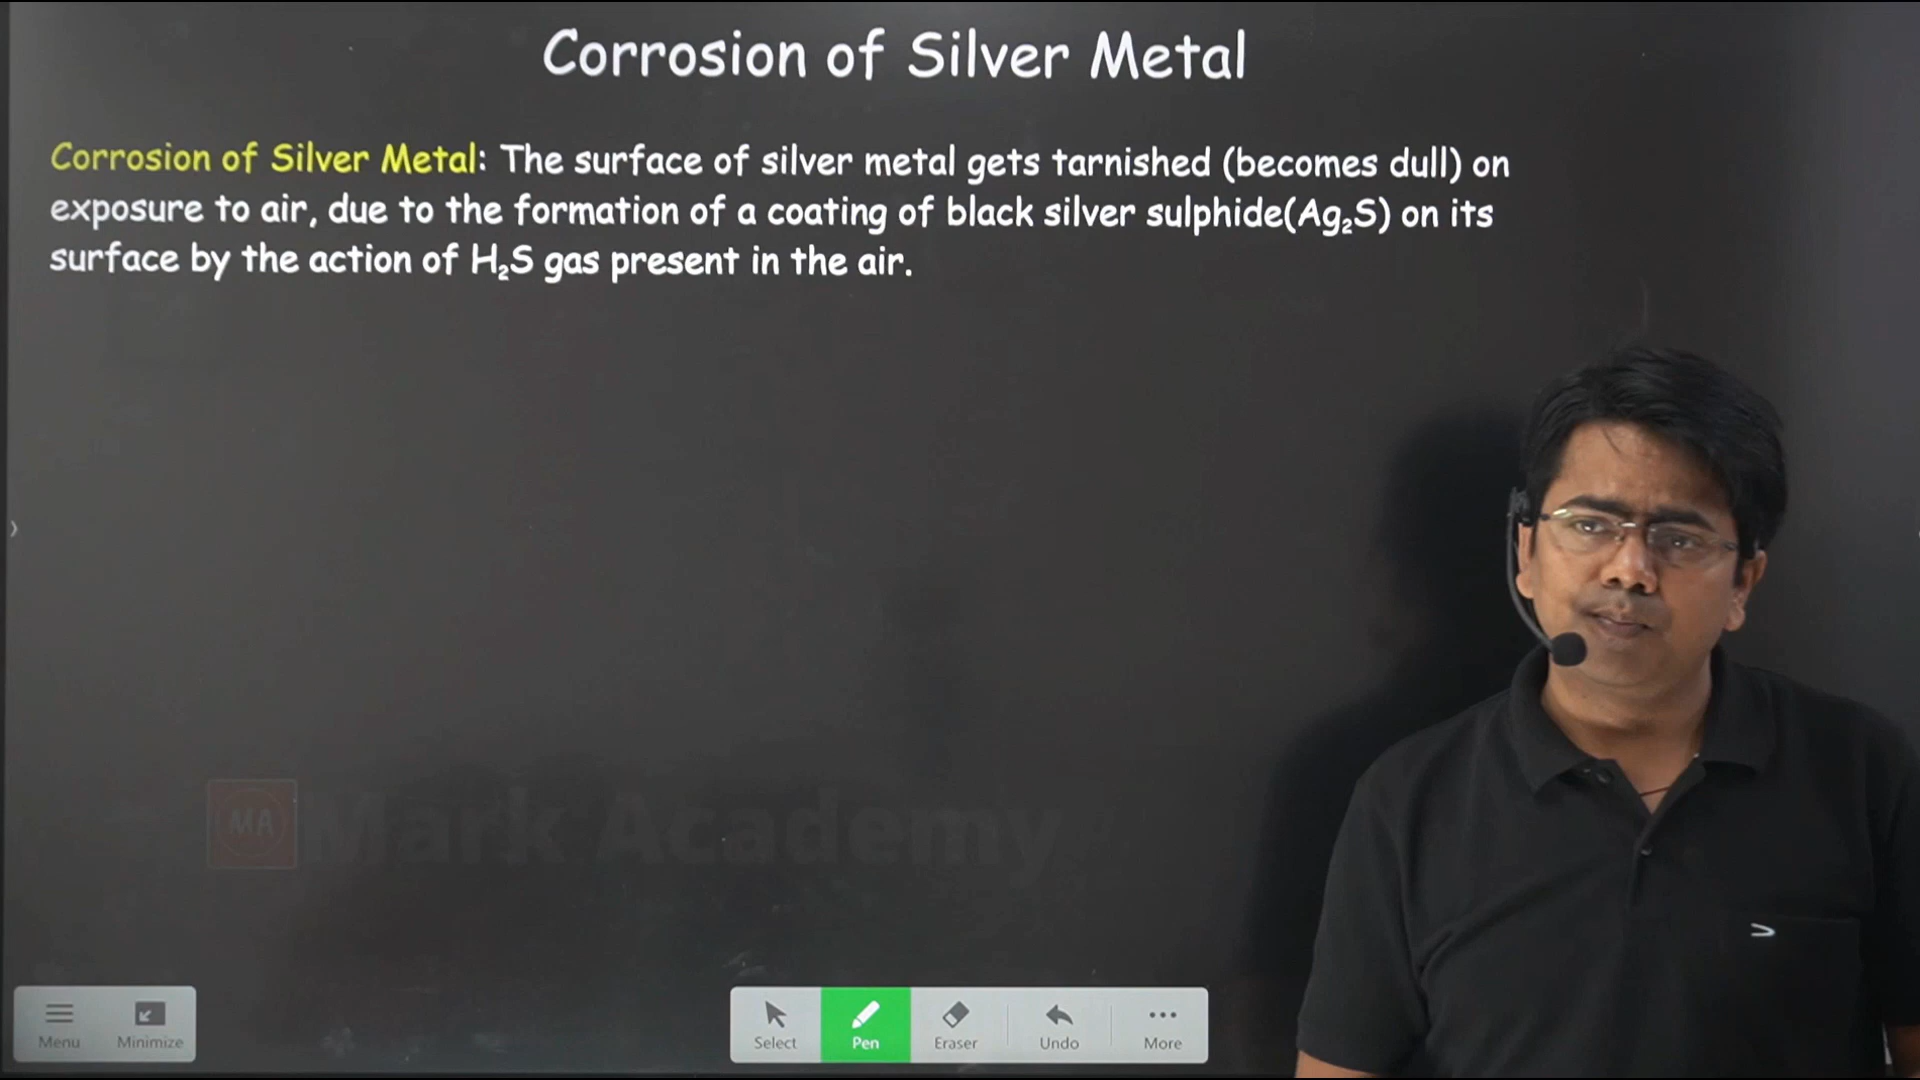 Corrosion of Silver Metal
Corrosion of Silver Metal: The surface of silver metal gets tarnished (becomes dull) on
exposure to air, due to the formation of a coating of black silver sulphide(Ag₂S) on its
surface by the action of H₂S gas present in the air.
MA Mark Academy
Menu Minimize Select Pen Eraser Undo More